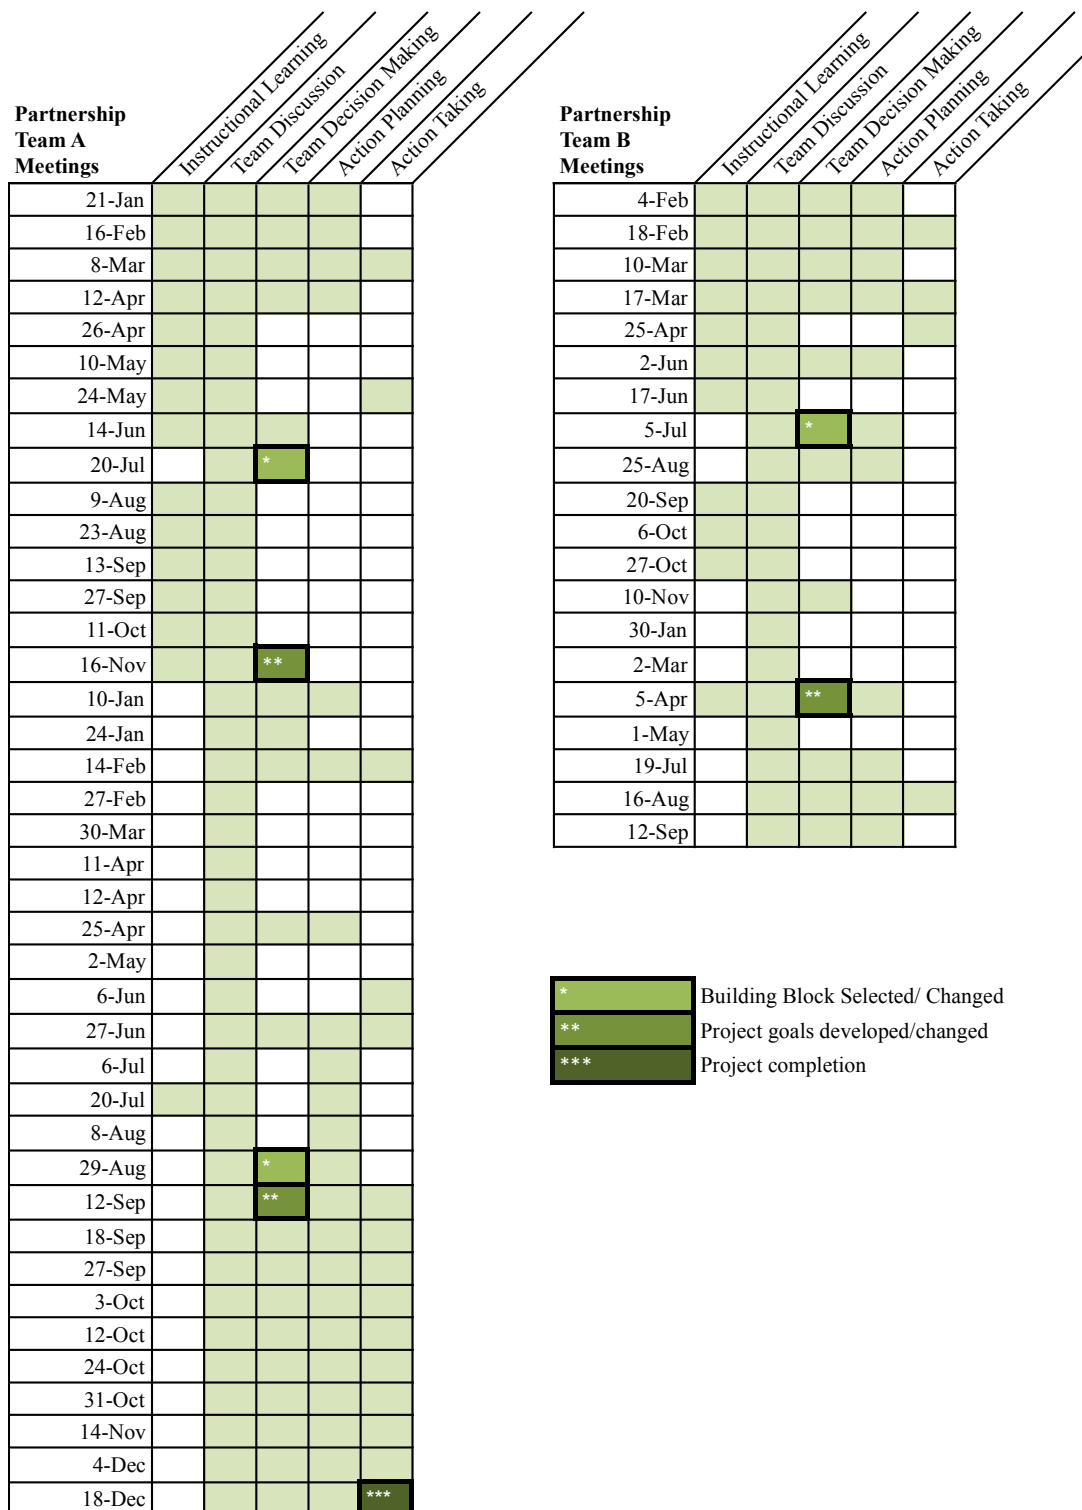 Partnership
Team A
Meetings
Instructional Learning
Team Discussion
Team Decision Making
Action Planning
Action Taking
21-Jan
16-Feb
8-Mar
12-Apr
26-Apr
10-May
24-May
14-Jun
20-Jul
*
9-Aug
23-Aug
13-Sep
27-Sep
11-Oct
16-Nov
**
10-Jan
24-Jan
14-Feb
27-Feb
30-Mar
11-Apr
12-Apr
25-Apr
2-May
6-Jun
27-Jun
6-Jul
20-Jul
8-Aug
29-Aug
*
12-Sep
**
18-Sep
27-Sep
3-Oct
12-Oct
24-Oct
31-Oct
14-Nov
4-Dec
18-Dec
***
Partnership
Team B
Meetings
Instructional Learning
Team Discussion
Team Decision Making
Action Planning
Action Taking
4-Feb
18-Feb
10-Mar
17-Mar
25-Apr
2-Jun
17-Jun
5-Jul
*
25-Aug
20-Sep
6-Oct
27-Oct
10-Nov
30-Jan
2-Mar
5-Apr
**
1-May
19-Jul
16-Aug
12-Sep
* Building Block Selected/ Changed
** Project goals developed/changed
*** Project completion